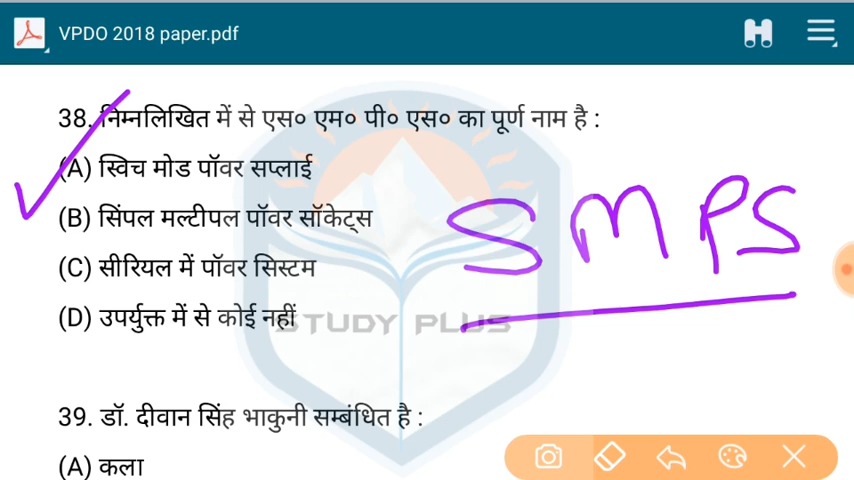 VPDO 2018 paper.pdf
38. निम्नलिखित में से एस० एम० पी० एस० का पूर्ण नाम है :
(A) स्विच मोड पॉवर सप्लाई
(B) सिंपल मल्टीपल पॉवर सॉकेट्स
SMPS
(C) सीरियल में पॉवर सिस्टम
(D) उपर्युक्त में से कोई नहीं
STUDY PLUS
39. डॉ. दीवान सिंह भाकुनी सम्बंधित है :
(A) कला